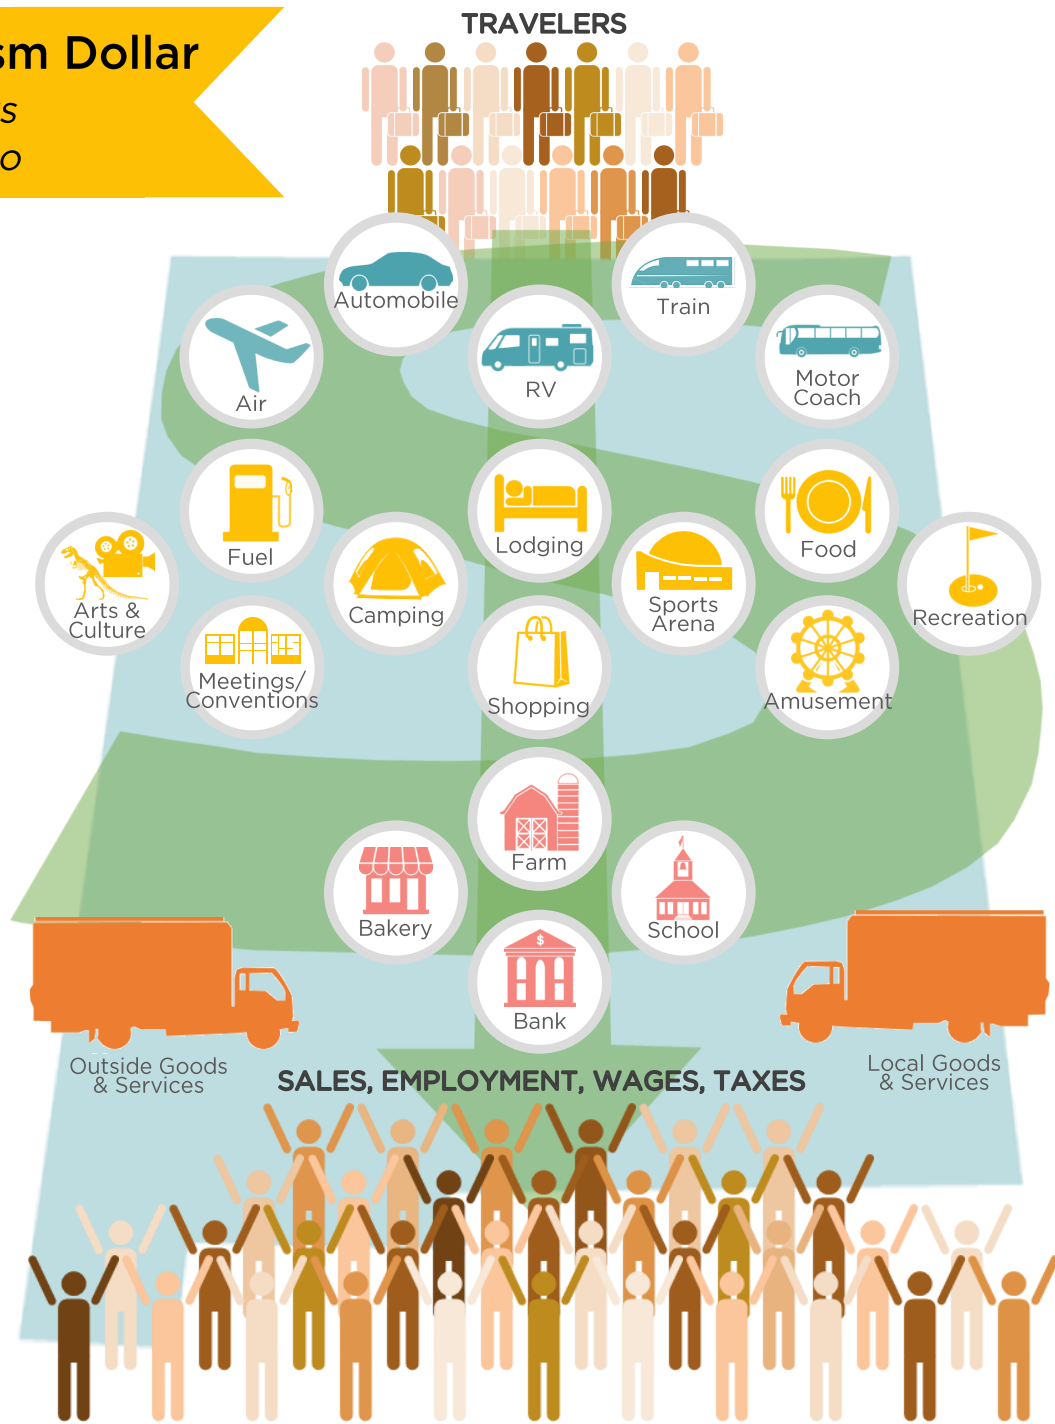 TRAVELERS
sm Dollar
s
o
Automobile
Train
Air
RV
Motor
Coach
Fuel
Lodging
Food
Arts &
Culture
Camping
Sports
Arena
Recreation
Meetings/
Conventions
Shopping
Amusement
Farm
Bakery
School
$
Bank
Outside Goods
& Services
Local Goods
& Services
SALES, EMPLOYMENT, WAGES, TAXES